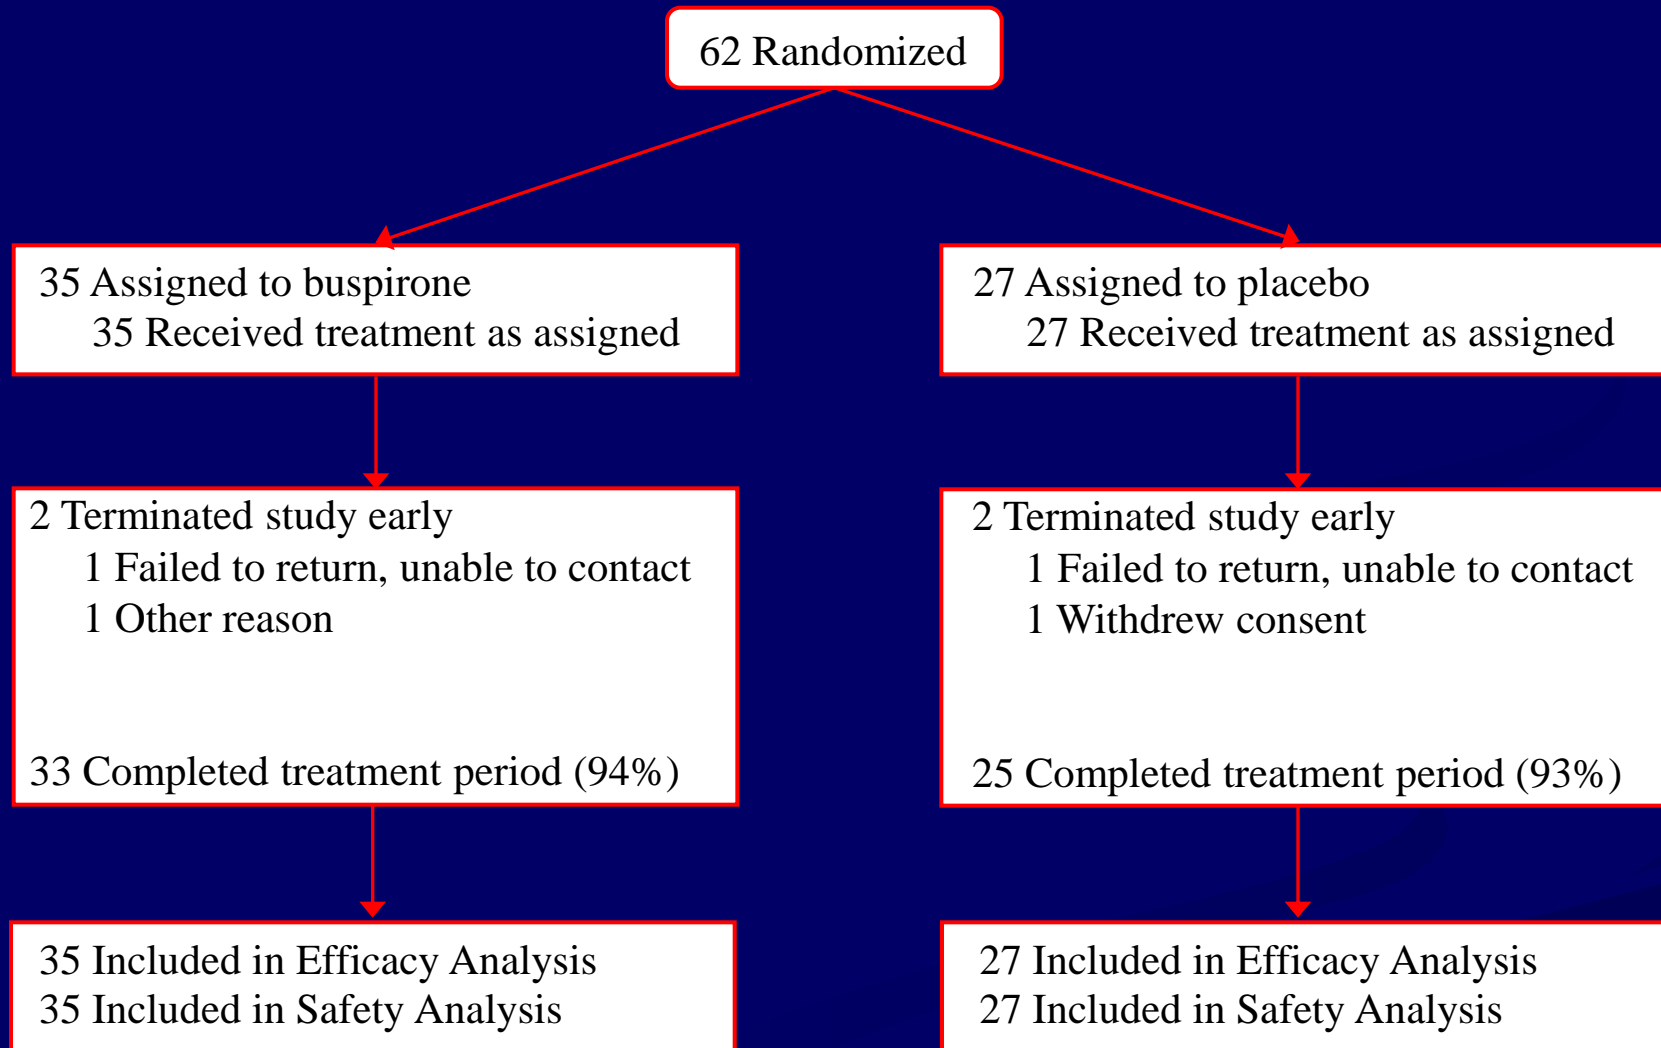 62 Randomized
35 Assigned to buspirone
35 Received treatment as assigned
27 Assigned to placebo
27 Received treatment as assigned
2 Terminated study early
1 Failed to return, unable to contact
1 Other reason
33 Completed treatment period (94%)
2 Terminated study early
1 Failed to return, unable to contact
1 Withdrew consent
25 Completed treatment period (93%)
35 Included in Efficacy Analysis
35 Included in Safety Analysis
27 Included in Efficacy Analysis
27 Included in Safety Analysis